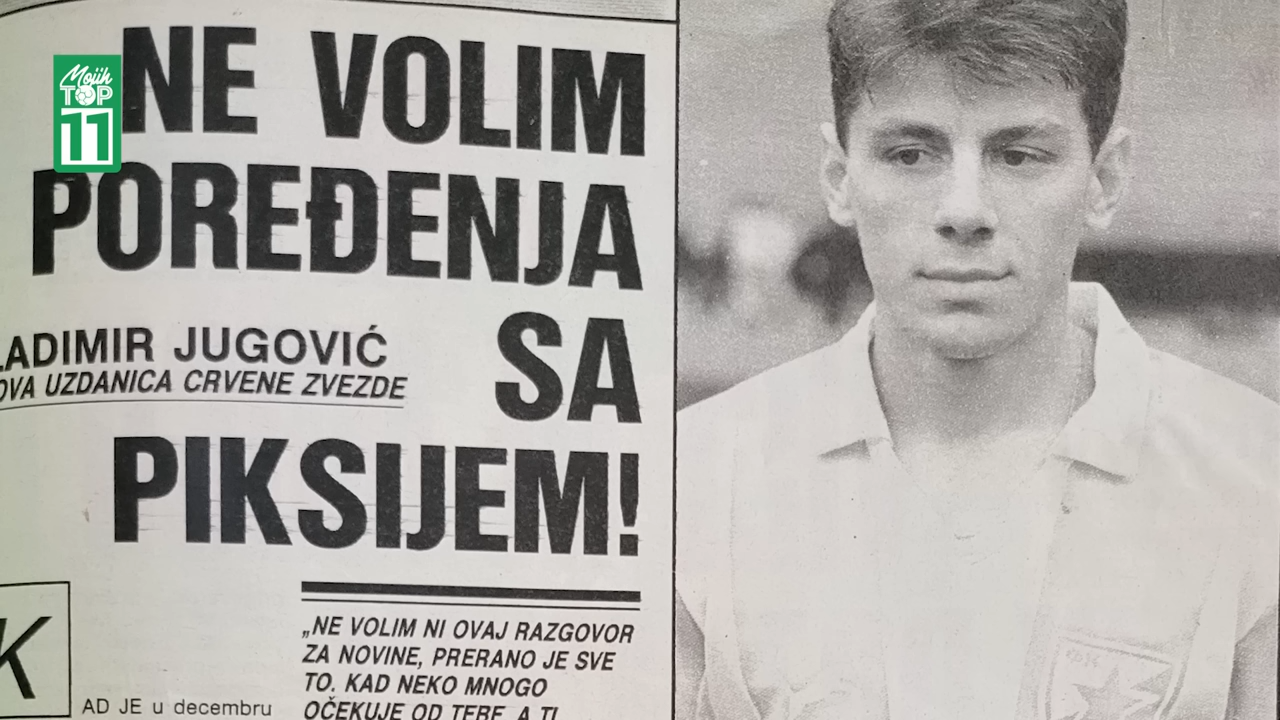 Mojih
TOP
11
NE VOLIM
POREĐENJA
SA
PIKSIJEM!
LADIMIR JUGOVIĆ
OVA UZDANICA CRVENE ZVEZDE
K
AD JE u decembru
„NE VOLIM NI OVAJ RAZGOVOR
ZA NOVINE, PRERANO JE SVE
TO. KAD NEKO MNOGO
OČEKUJE OD TEBE, A TI